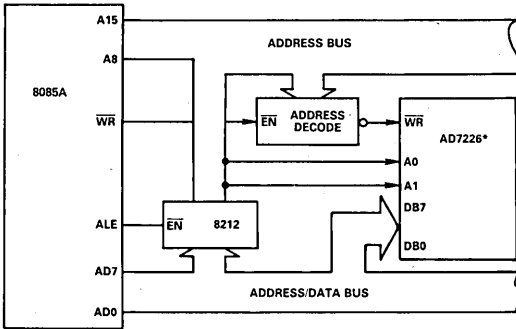 A15
ADDRESS BUS
A8
8085A
WR
EN
ADDRESS
DECODE
WR
AD7226*
A0
A1
DB7
ALE
EN
8212
DB0
AD7
ADDRESS/DATA BUS
AD0